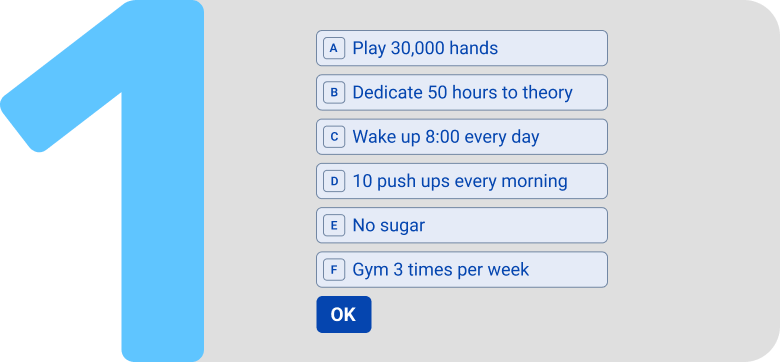 1
A Play 30,000 hands
B Dedicate 50 hours to theory
C Wake up 8:00 every day
D 10 push ups every morning
E No sugar
F Gym 3 times per week
OK